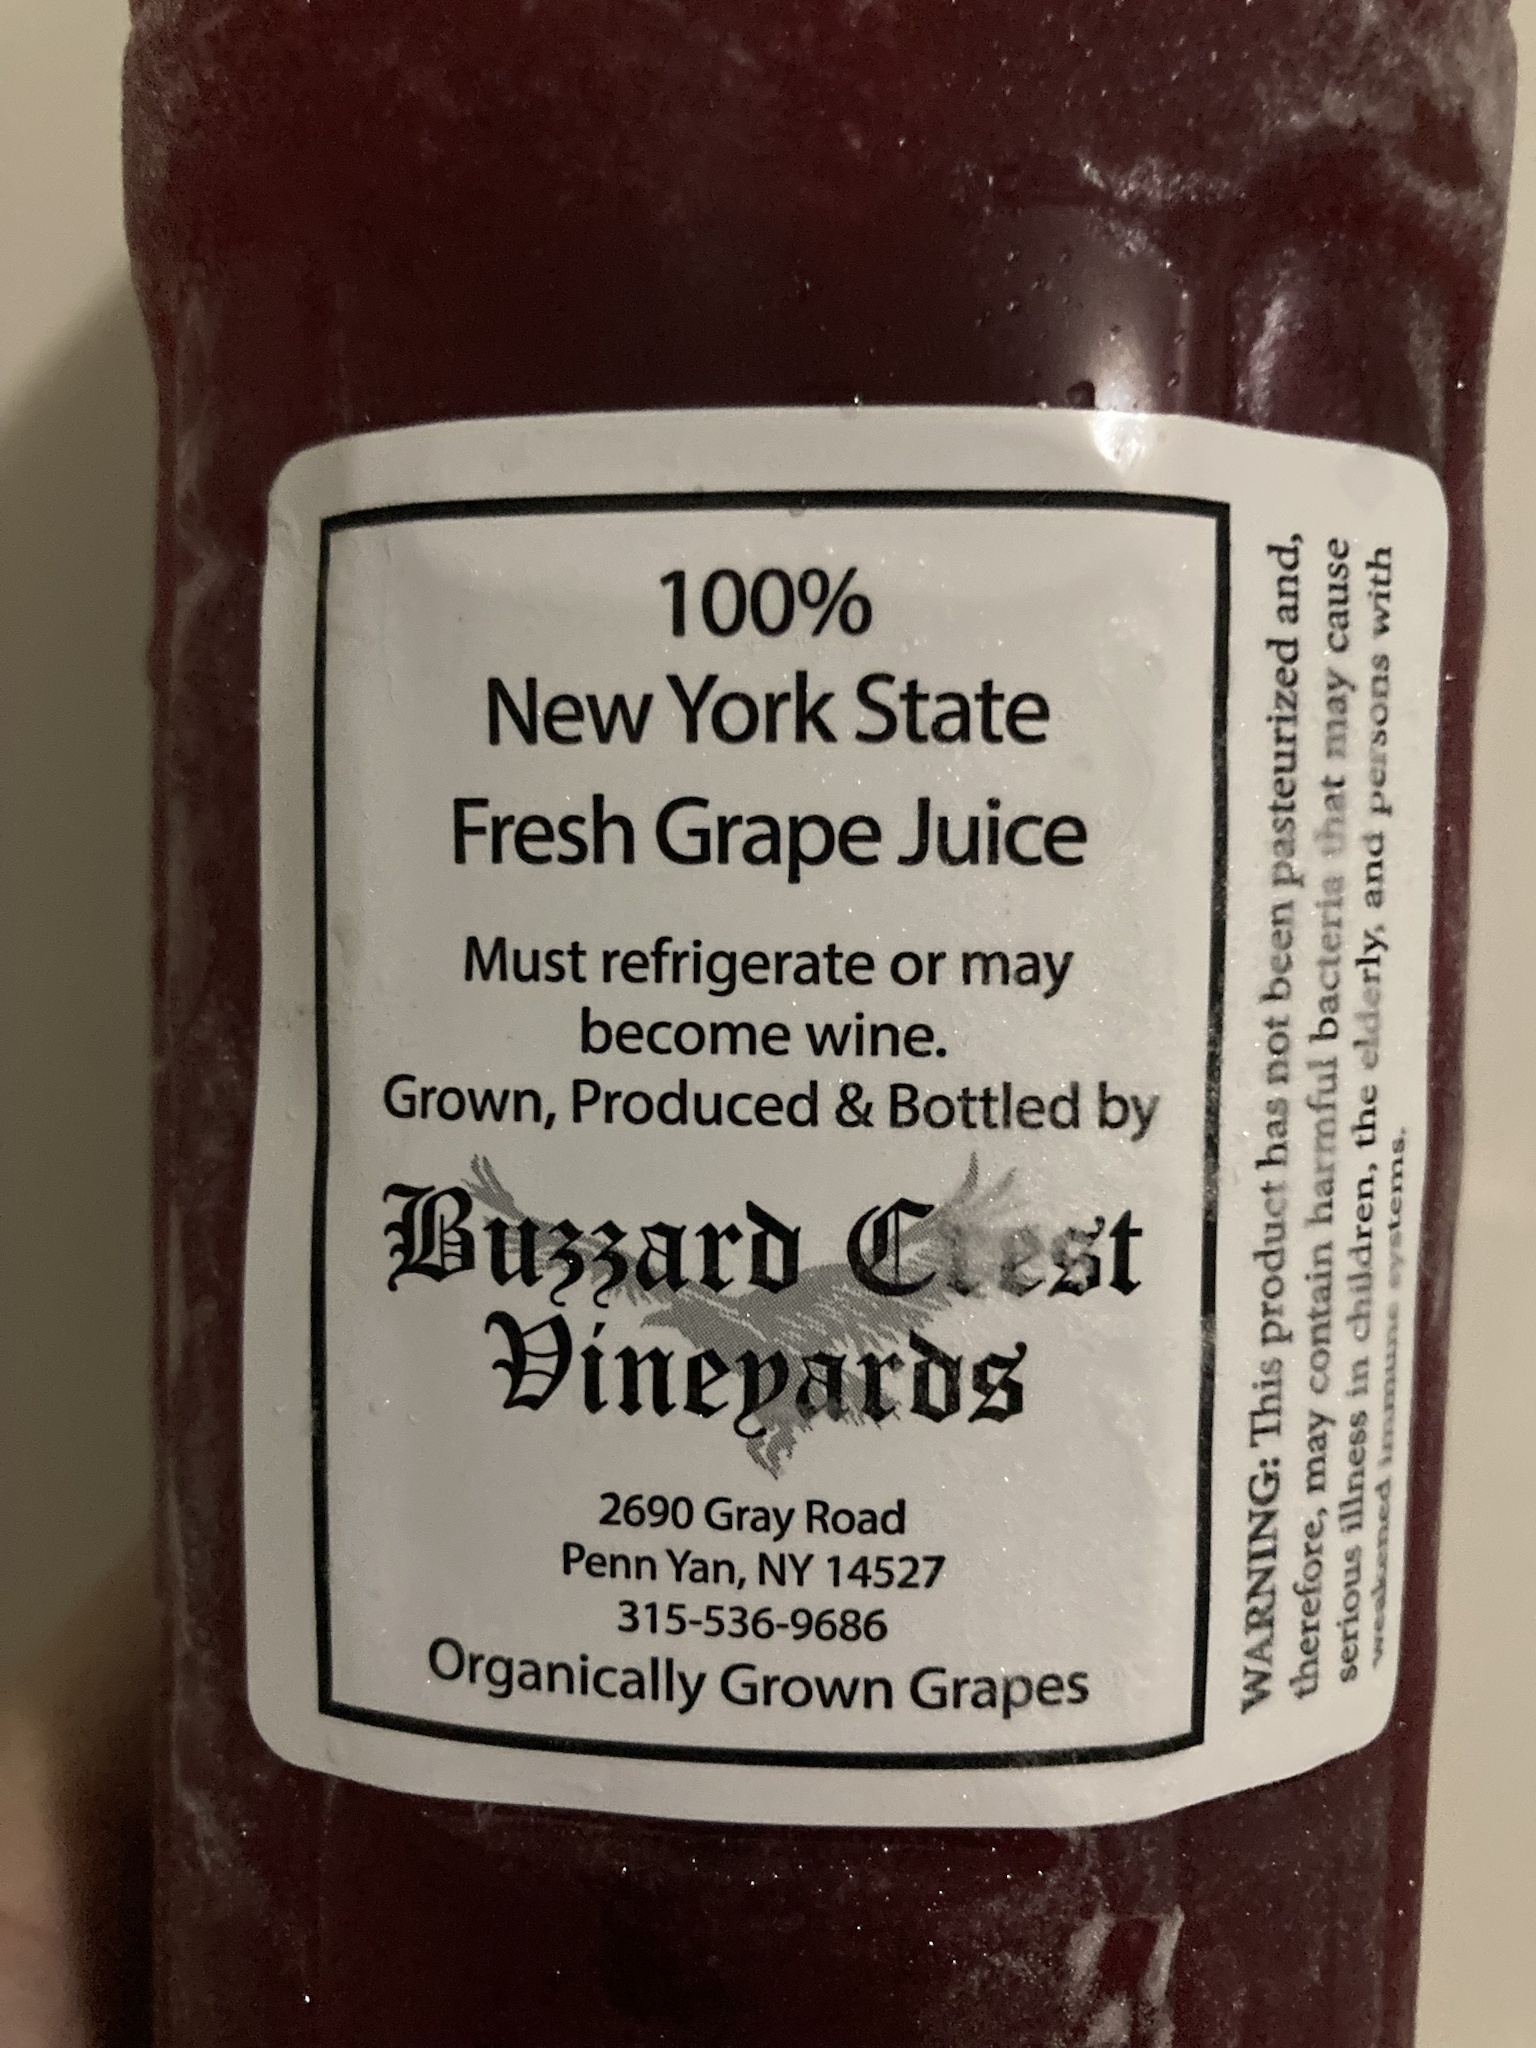 100%
New York State
Fresh Grape Juice
Must refrigerate or may
become wine.
Grown, Produced & Bottled by
Buzzard Crest
Vineyards
2690 Gray Road
Penn Yan, NY 14527
315-536-9686
Organically Grown Grapes
WARNING: This product has not been pasteurized and,
therefore, may contain harmful bacteria that may cause
serious illness in children, the elderly, and persons with
weakened immune systems.